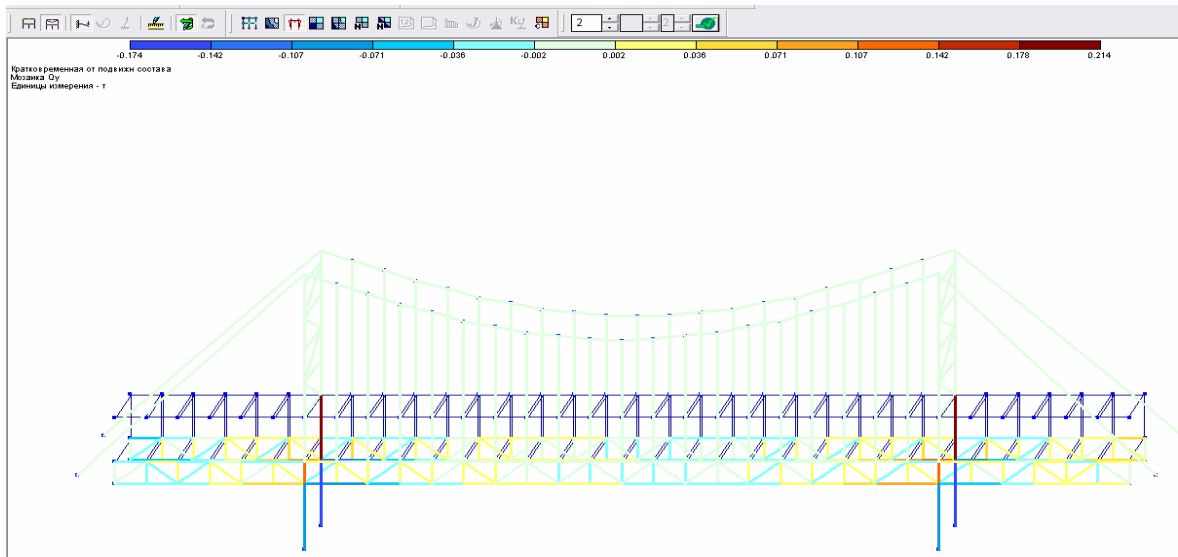 2
2
-0.174 -0.142 -0.107 -0.071 -0.036 -0.002 0.002 0.036 0.071 0.107 0.142 0.178 0.214
Кратковременная от подвижн состава
Мозаика Qy
Единицы измерения - т